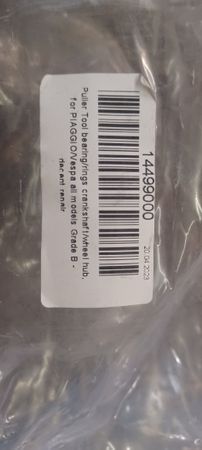 14499000
20.04.2023
Puller Tool bearing/rings crankshaft/wheel hub,
for PIAGGIO/Vespa all models Grade B -
decent repair